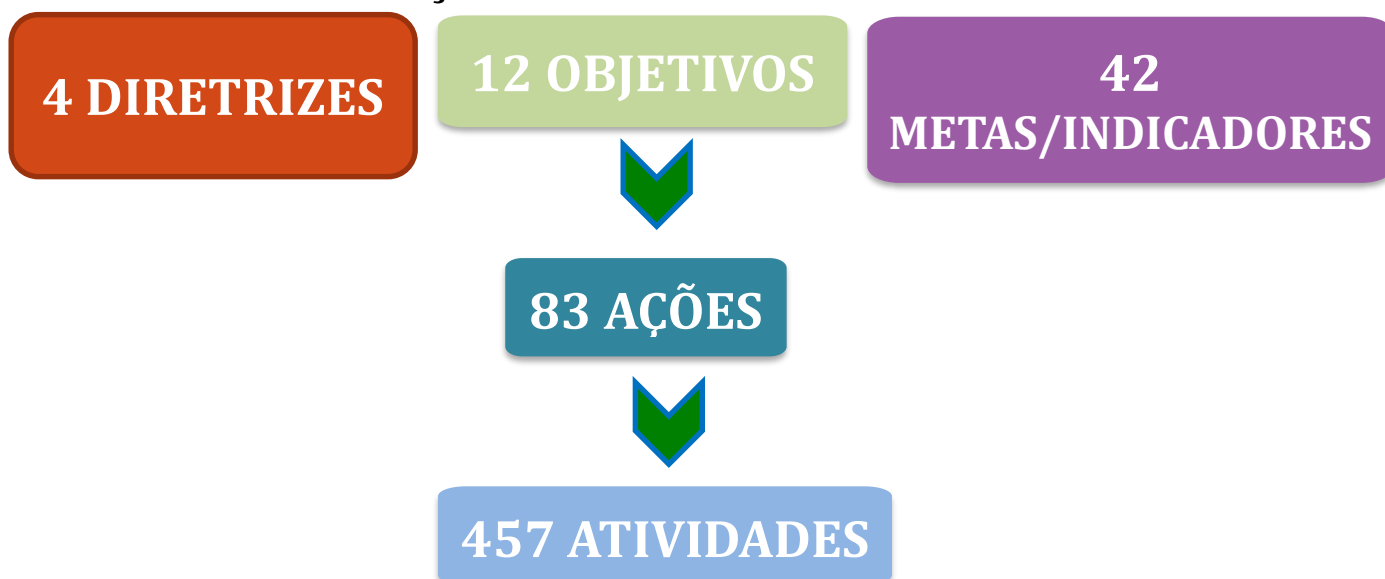 4 DIRETRIZES
12 OBJETIVOS
42
METAS/INDICADORES
83 AÇÕES
457 ATIVIDADES